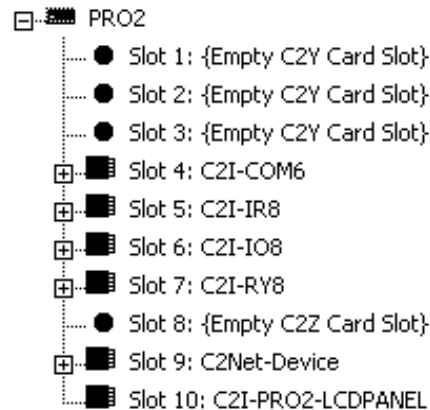 PRO2
Slot 1: {Empty C2Y Card Slot}
Slot 2: {Empty C2Y Card Slot}
Slot 3: {Empty C2Y Card Slot}
Slot 4: C2I-COM6
Slot 5: C2I-IR8
Slot 6: C2I-IO8
Slot 7: C2I-RY8
Slot 8: {Empty C2Z Card Slot}
Slot 9: C2Net-Device
Slot 10: C2I-PRO2-LCDPANEL